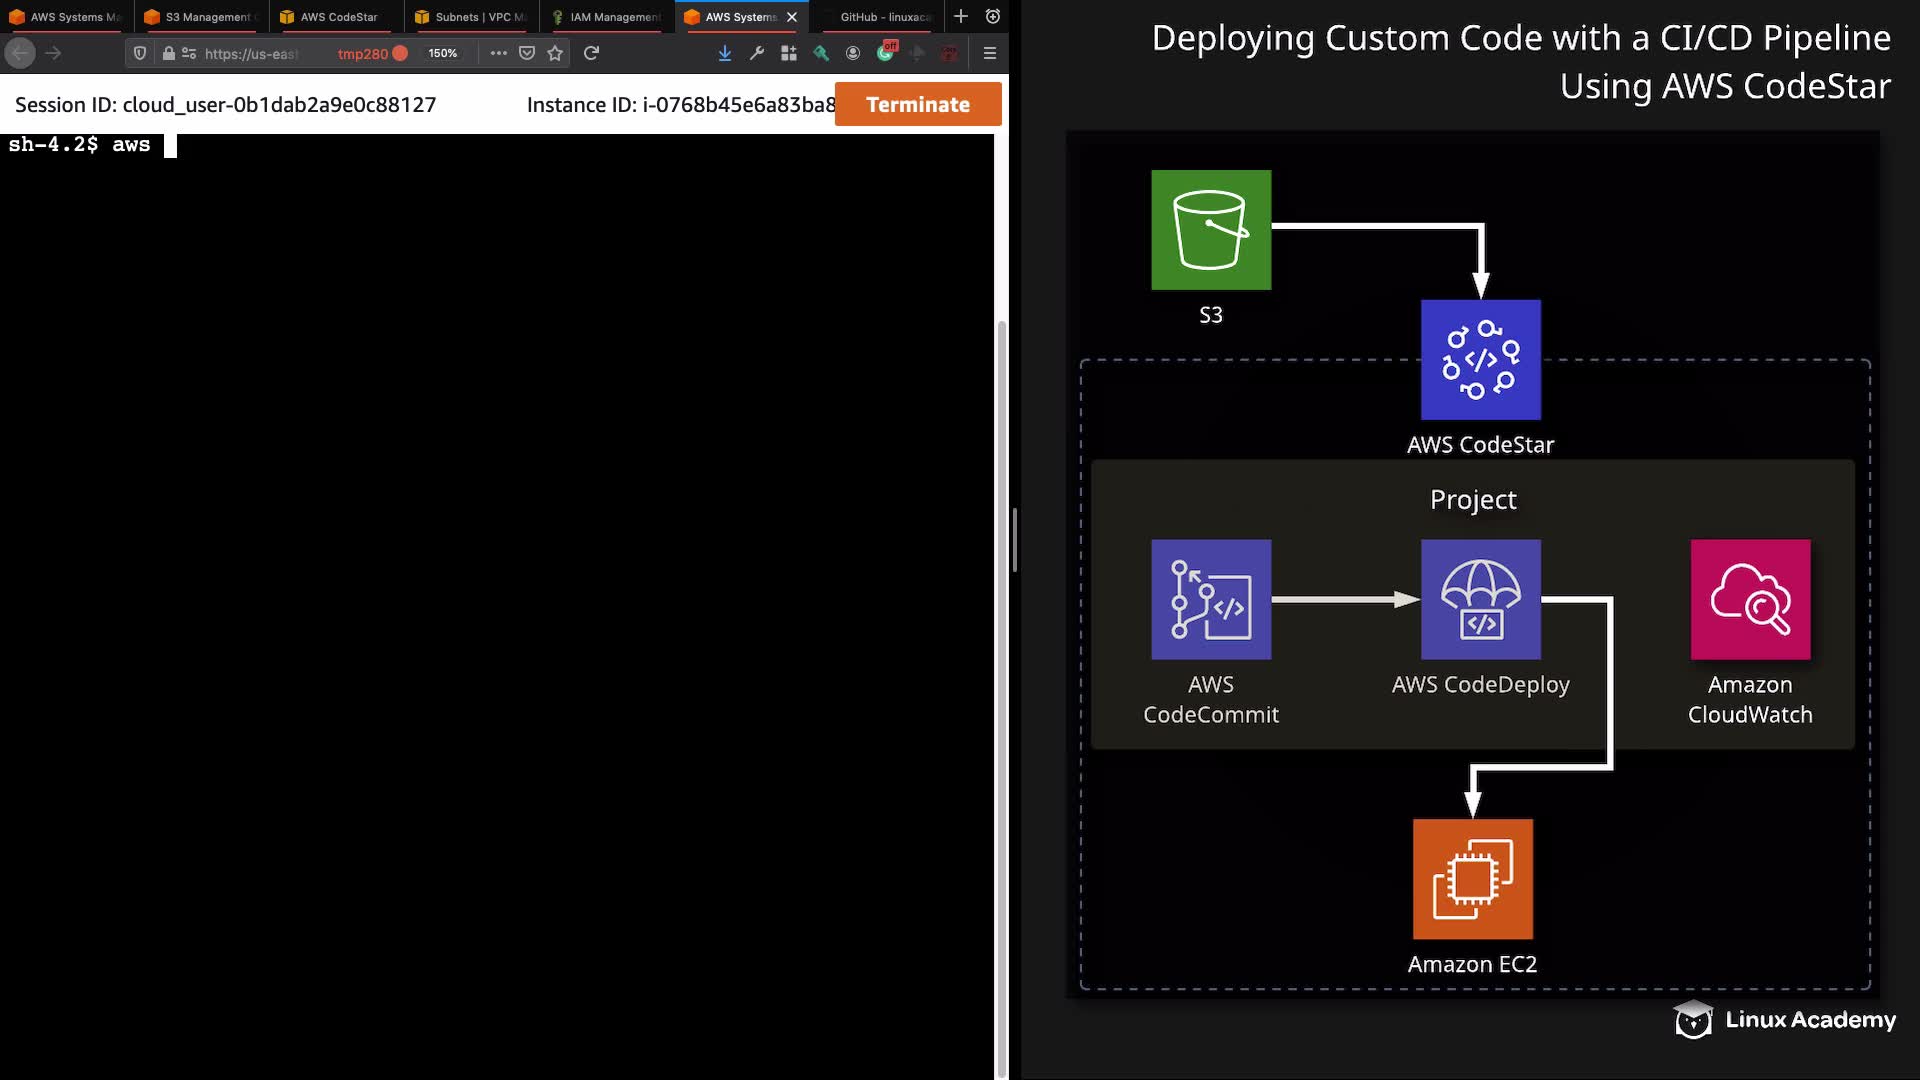 AWS Systems Ma
S3 Management C
AWS CodeStar
Subnets | VPC Ma
IAM Management
AWS Systems
GitHub - linuxaca
https://us-east
tmp280
150%
off
Session ID: cloud_user-0b1dab2a9e0c88127
Instance ID: i-0768b45e6a83ba8
Terminate
sh-4.2$ aws
Deploying Custom Code with a CI/CD Pipeline
Using AWS CodeStar
S3
AWS CodeStar
Project
AWS
CodeCommit
AWS CodeDeploy
Amazon
CloudWatch
Amazon EC2
Linux Academy